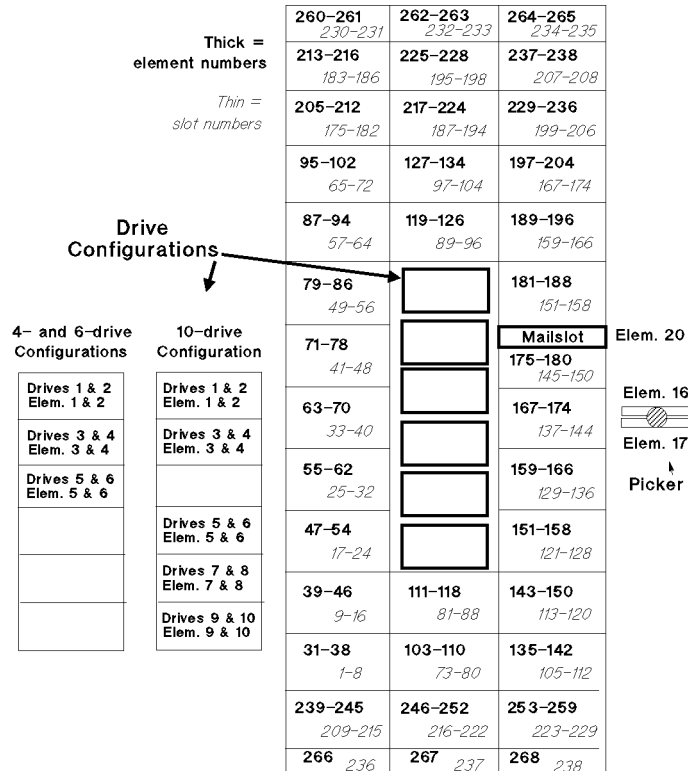 Thick =
element numbers
Thin =
slot numbers
Drive
Configurations
4- and 6-drive
Configurations
Drives 1 & 2
Elem. 1 & 2
Drives 3 & 4
Elem. 3 & 4
Drives 5 & 6
Elem. 5 & 6
10-drive
Configuration
Drives 1 & 2
Elem. 1 & 2
Drives 3 & 4
Elem. 3 & 4
Drives 5 & 6
Elem. 5 & 6
Drives 7 & 8
Elem. 7 & 8
Drives 9 & 10
Elem. 9 & 10
260-261 262-263 264-265
230-231 232-233 234-235
213-216 225-228 237-238
183-186 195-198 207-208
205-212 217-224 229-236
175-182 187-194 199-206
95-102 127-134 197-204
65-72 97-104 167-174
87-94 119-126 189-196
57-64 89-96 159-166
79-86 181-188
49-56 151-158
Mailslot Elem. 20
71-78 175-180
41-48 145-150
63-70 167-174
33-40 137-144
55-62 159-166
25-32 129-136
47-54 151-158
17-24 121-128
39-46 111-118 143-150
9-16 81-88 113-120
31-38 103-110 135-142
1-8 73-80 105-112
239-245 246-252 253-259
209-215 216-222 223-229
266 236 267 237 268 238
Elem. 16
Elem. 17
Picker